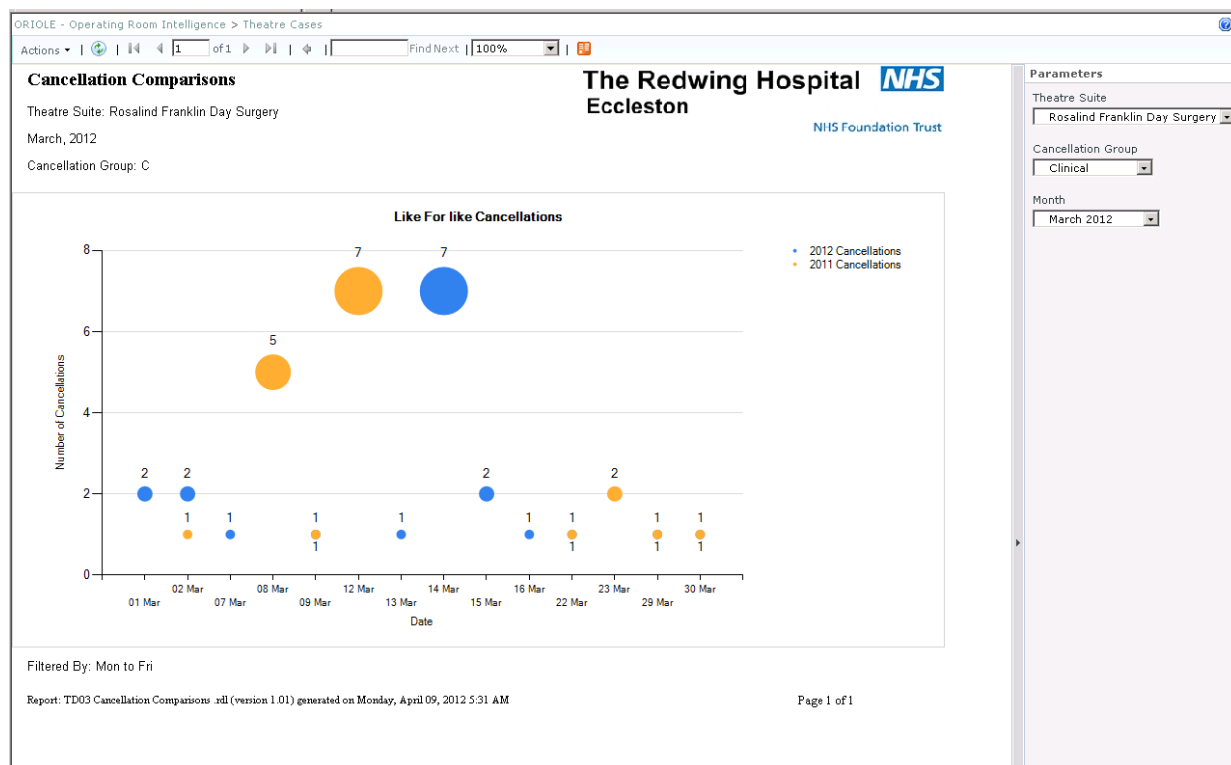 ORIOLE - Operating Room Intelligence > Theatre Cases
Actions 1 of 1 Find Next 100%
Cancellation Comparisons
Theatre Suite: Rosalind Franklin Day Surgery
March, 2012
Cancellation Group: C
The Redwing Hospital NHS
Eccleston
NHS Foundation Trust
Like For like Cancellations
2012 Cancellations
2011 Cancellations
Number of Cancellations
8
6
4
2
0
7 7
5
2 2 2 2
1 1 1 1 1 1 1 1
1 1 1 1
02 Mar 08 Mar 12 Mar 14 Mar 16 Mar 23 Mar 30 Mar
01 Mar 07 Mar 09 Mar 13 Mar 15 Mar 22 Mar 29 Mar
Date
Filtered By: Mon to Fri
Report: TD03 Cancellation Comparisons .rdl (version 1.01) generated on Monday, April 09, 2012 5:31 AM Page 1 of 1
Parameters
Theatre Suite
Rosalind Franklin Day Surgery
Cancellation Group
Clinical
Month
March 2012